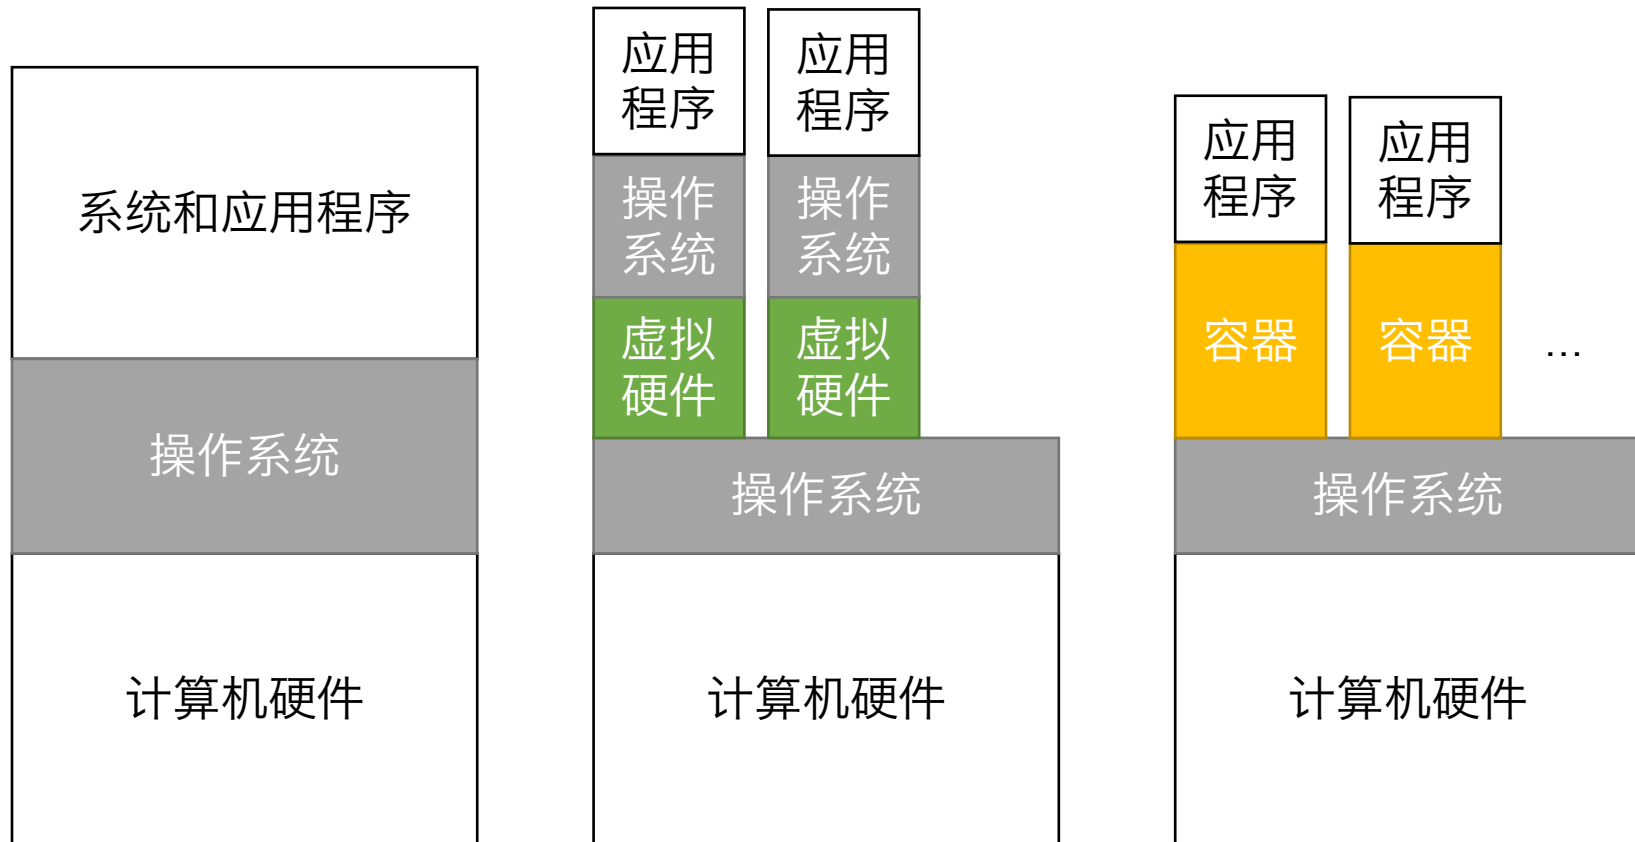 系统和应用程序
操作系统
计算机硬件
应用
程序
操作
系统
虚拟
硬件
应用
程序
操作
系统
虚拟
硬件
操作系统
计算机硬件
应用
程序
容器
应用
程序
容器
...
操作系统
计算机硬件